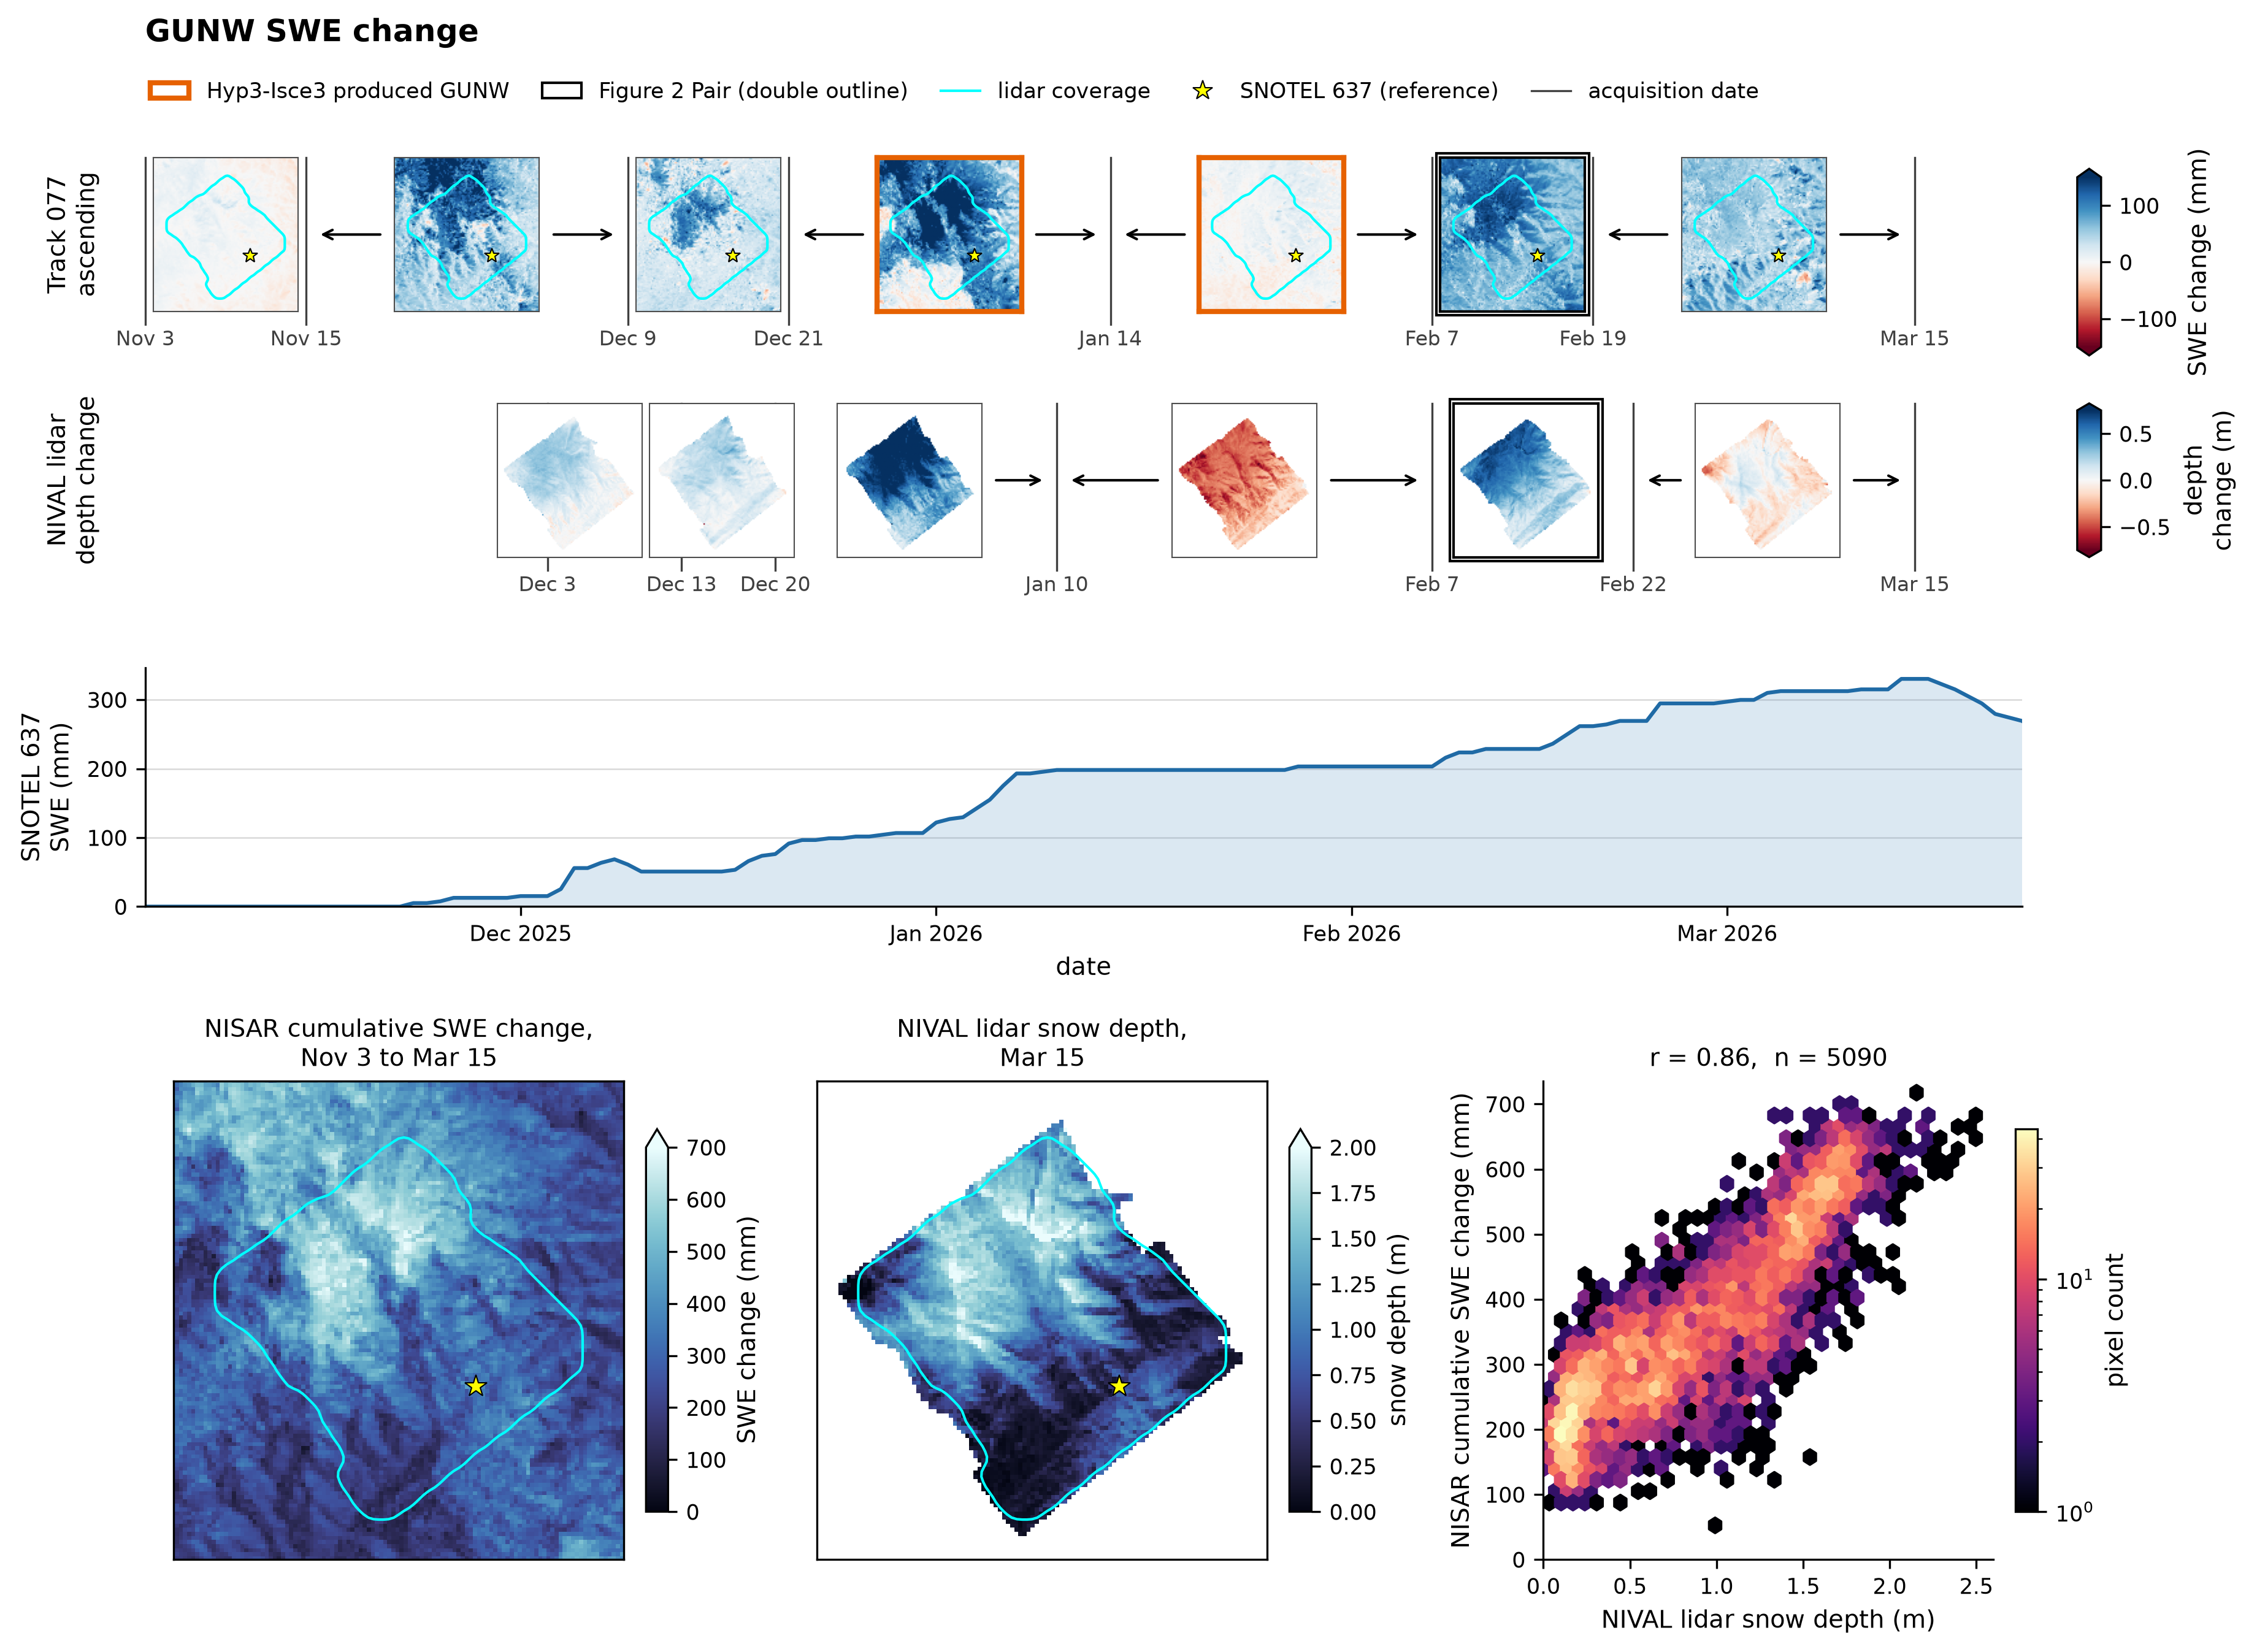 GUNW SWE change
Hyp3-Isce3 produced GUNW
Figure 2 Pair (double outline)
lidar coverage
SNOTEL 637 (reference)
acquisition date
Track 077
ascending
Nov 3
Nov 15
Dec 9
Dec 21
Jan 14
Feb 7
Feb 19
Mar 15
100
0
−100
SWE change (mm)
NIVAL lidar
depth change
Dec 3
Dec 13
Dec 20
Jan 10
Feb 7
Feb 22
Mar 15
0.5
0.0
−0.5
depth
change (m)
SNOTEL 637
SWE (mm)
300
200
100
0
Dec 2025
Jan 2026
Feb 2026
Mar 2026
date
NISAR cumulative SWE change,
Nov 3 to Mar 15
700
600
500
400
300
200
100
0
SWE change (mm)
NIVAL lidar snow depth,
Mar 15
2.00
1.75
1.50
1.25
1.00
0.75
0.50
0.25
0.00
snow depth (m)
r = 0.86, n = 5090
NISAR cumulative SWE change (mm)
700
600
500
400
300
200
100
0
0.0
0.5
1.0
1.5
2.0
2.5
NIVAL lidar snow depth (m)
10¹
10⁰
pixel count